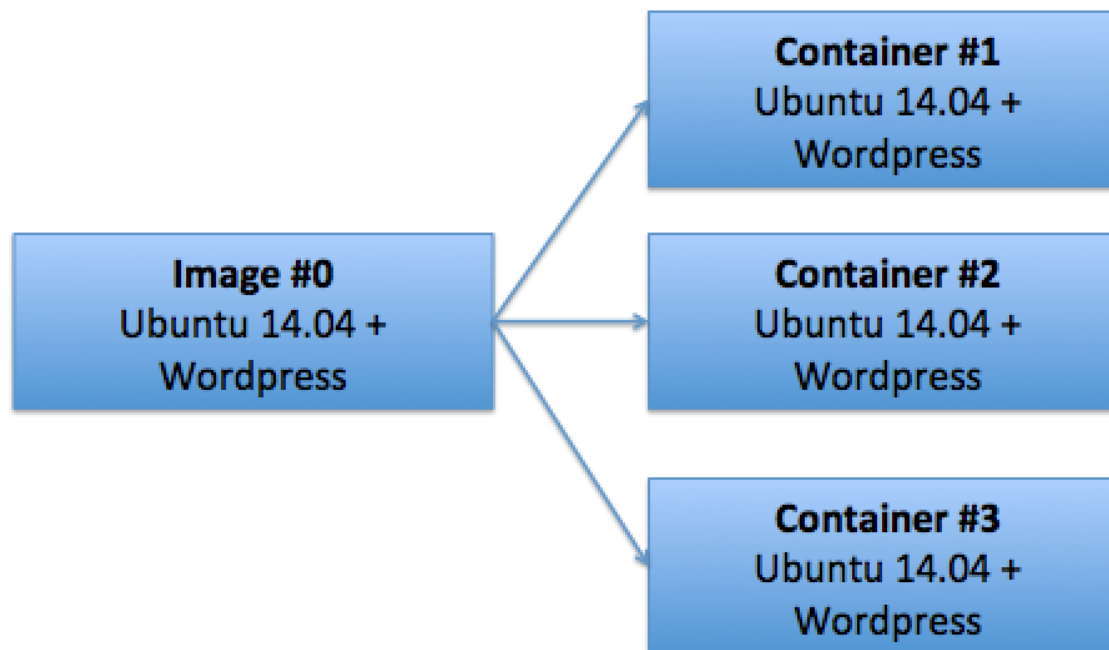 Image #0
Ubuntu 14.04 +
Wordpress
Container #1
Ubuntu 14.04 +
Wordpress
Container #2
Ubuntu 14.04 +
Wordpress
Container #3
Ubuntu 14.04 +
Wordpress